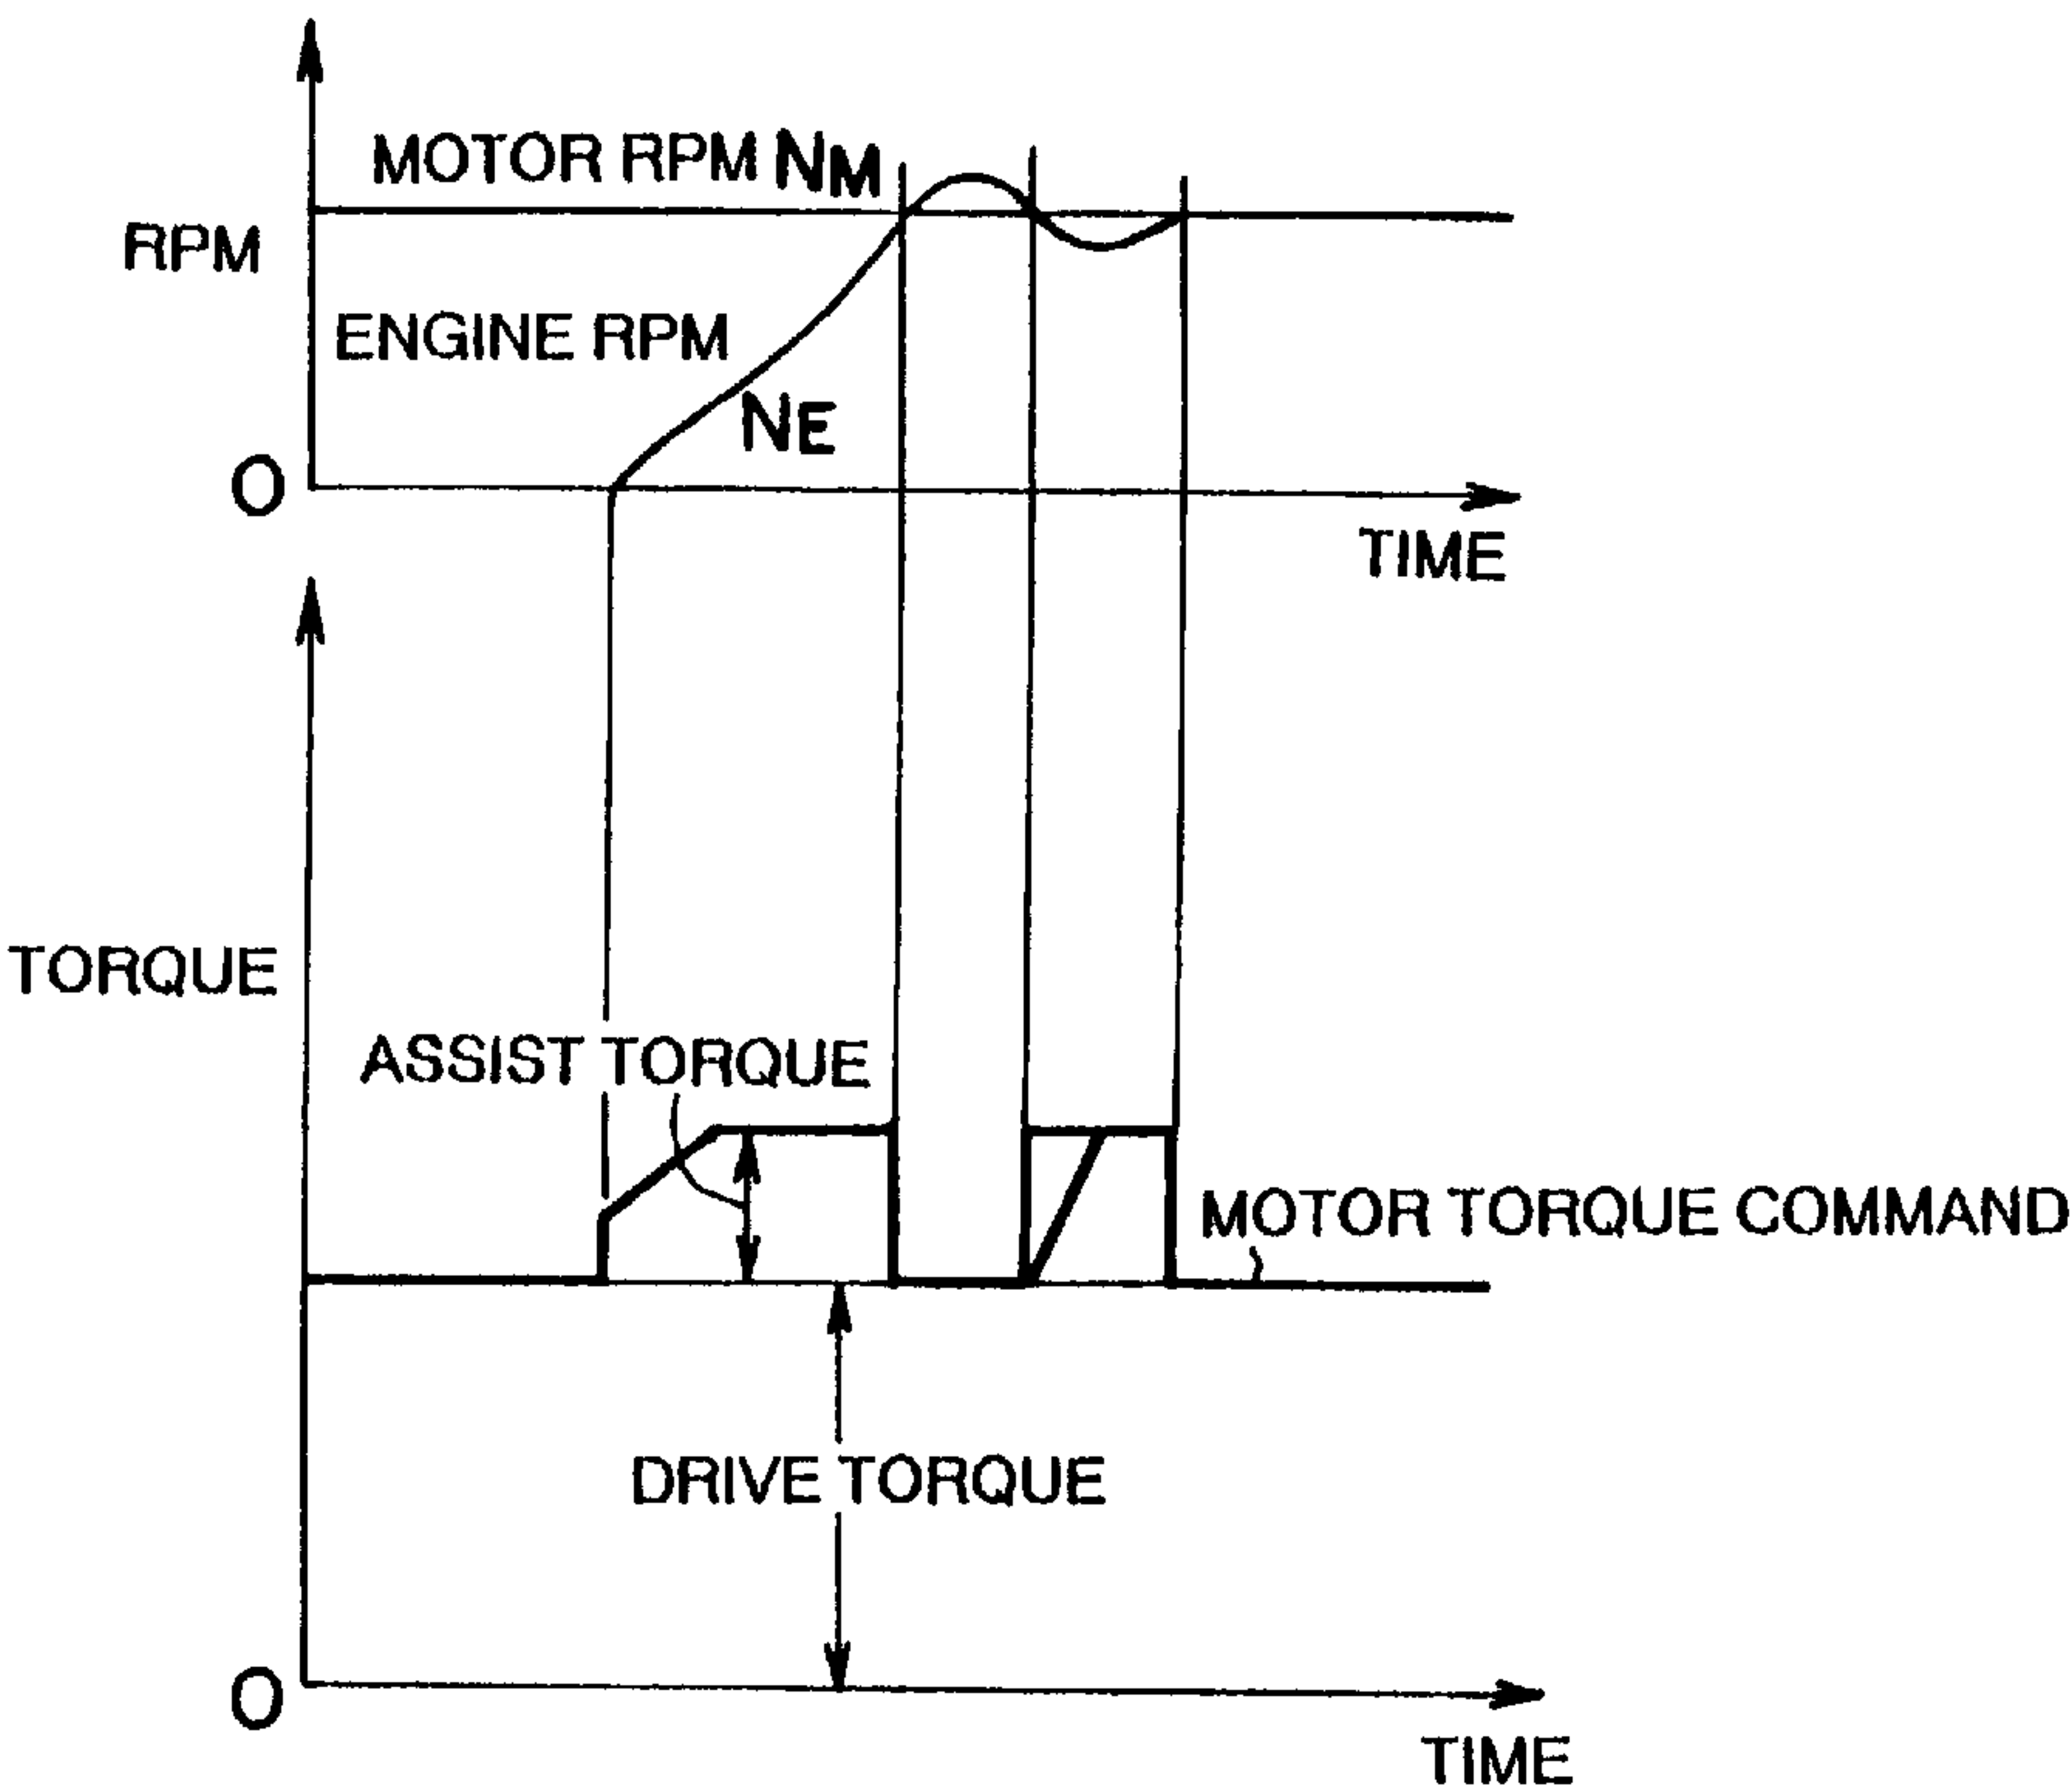 MOTOR RPM NM
RPM
ENGINE RPM
NE
O
TIME
TORQUE
ASSIST TORQUE
MOTOR TORQUE COMMAND
DRIVE TORQUE
O
TIME